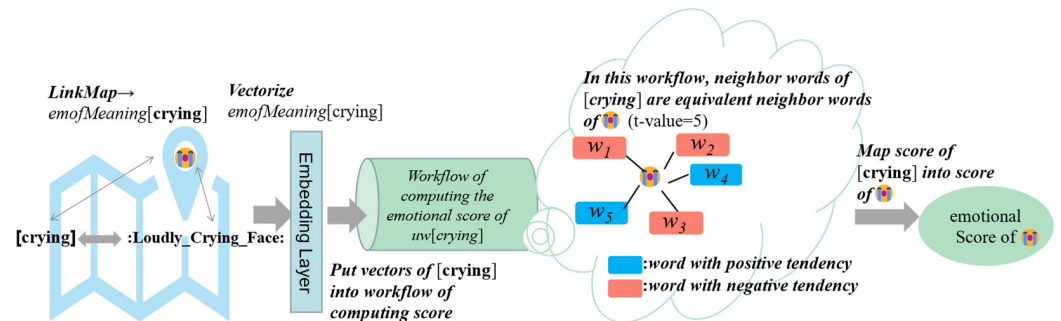 LinkMap→
emofMeaning[crying]
[crying]
:Loudly_Crying_Face:
Vectorize
emofMeaning[crying]
Embedding Layer
Workflow of
computing the
emotional score of
uw[crying]
Put vectors of [crying]
into workflow of
computing score
In this workflow, neighbor words of
[crying] are equivalent neighbor words
of 😭 (t-value=5)
w1
w2
w4
w5
w3
:word with positive tendency
:word with negative tendency
Map score of
[crying] into score
of 😭
emotional
Score of 😭